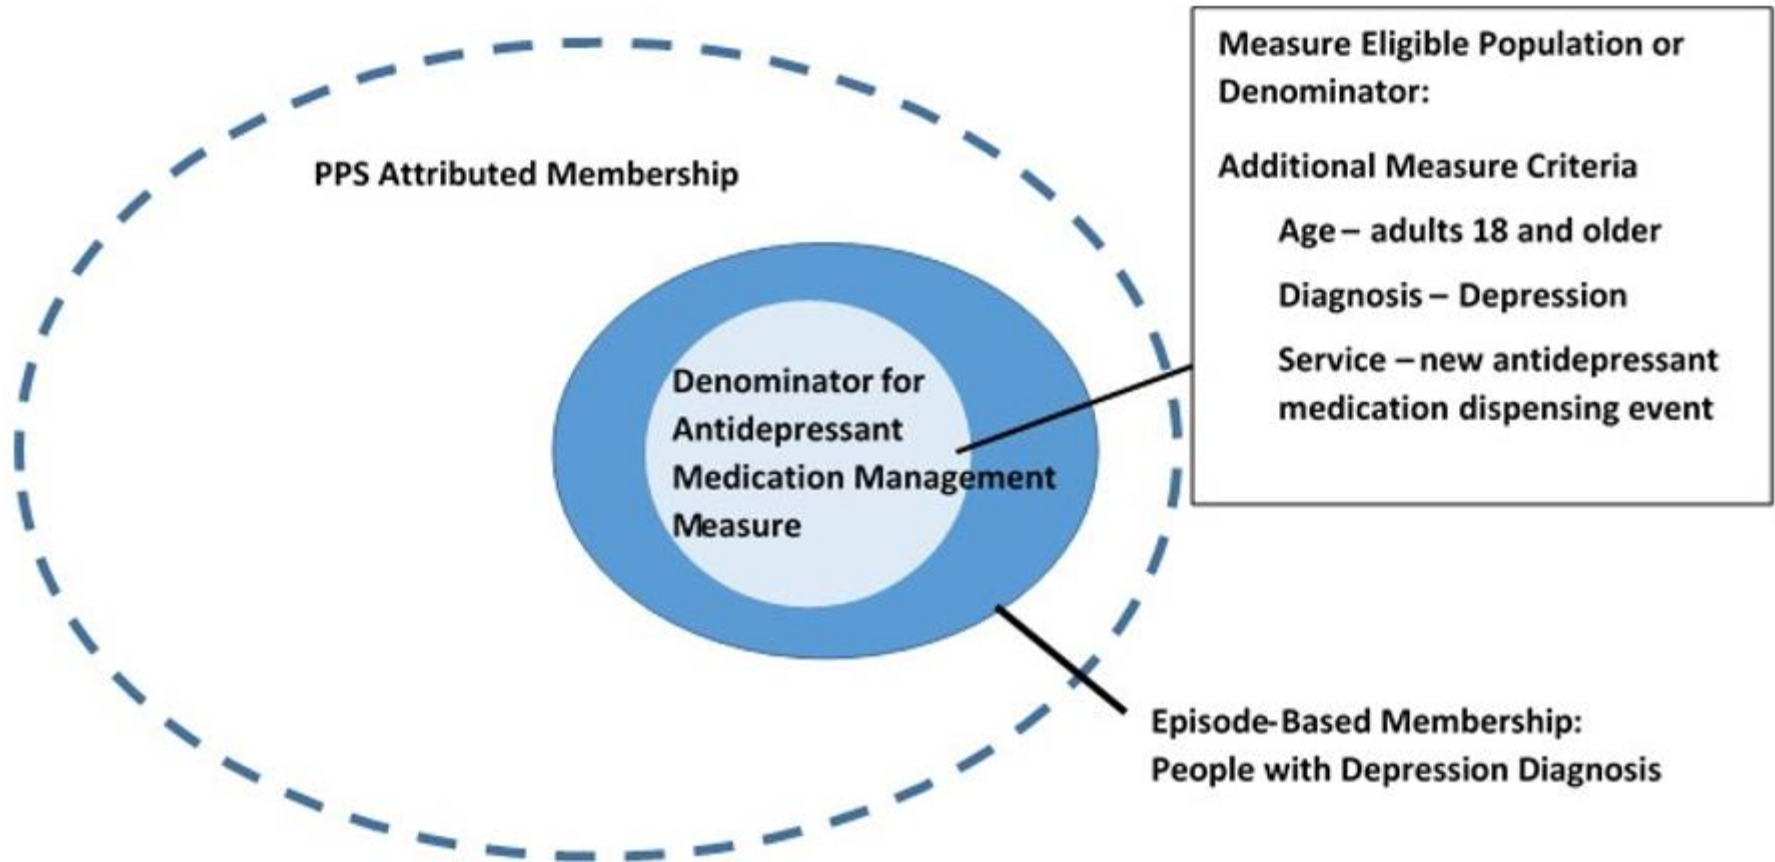 PPS Attributed Membership
Denominator for
Antidepressant
Medication Management
Measure
Measure Eligible Population or
Denominator:
Additional Measure Criteria
Age – adults 18 and older
Diagnosis – Depression
Service – new antidepressant
medication dispensing event
Episode-Based Membership:
People with Depression Diagnosis